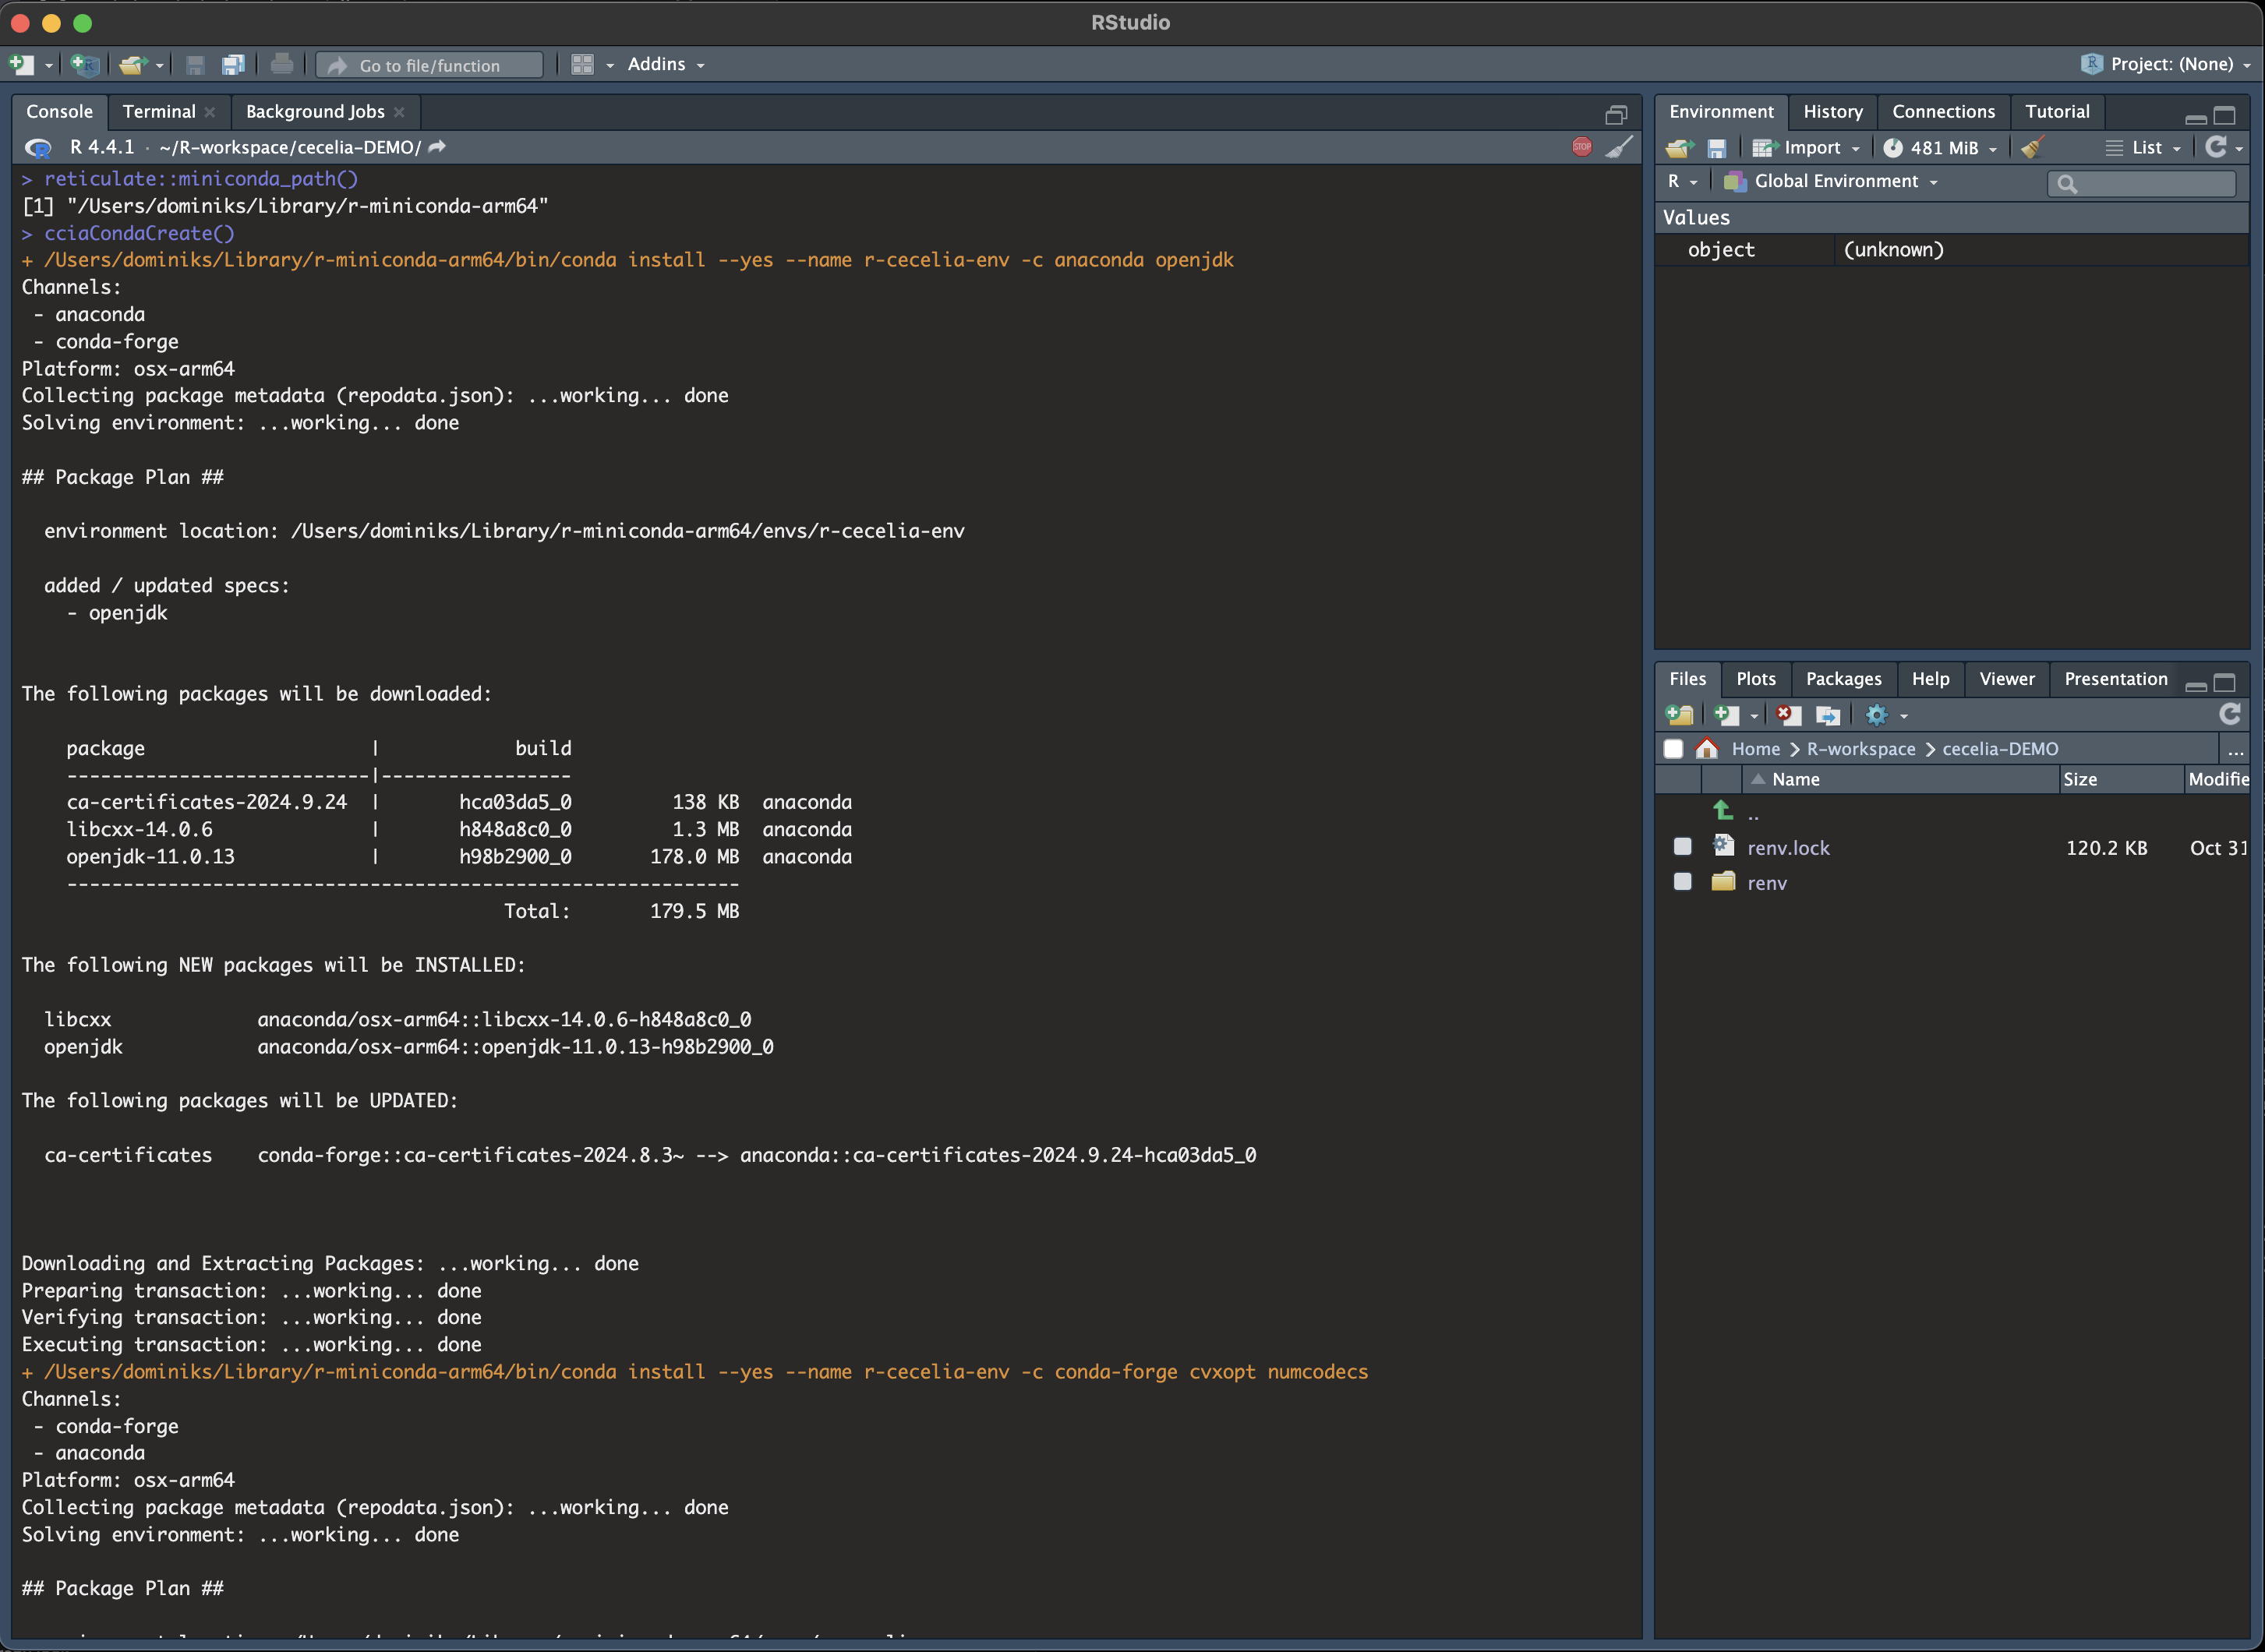 RStudio
Go to file/function
Addins
Project: (None)
Console
Terminal
Background Jobs
R 4.4.1 · ~/R-workspace/cecelia-DEMO/
STOP
> reticulate::miniconda_path()
[1] "/Users/dominiks/Library/r-miniconda-arm64"
> cciaCondaCreate()
+ /Users/dominiks/Library/r-miniconda-arm64/bin/conda install --yes --name r-cecelia-env -c anaconda openjdk
Channels:
 - anaconda
 - conda-forge
Platform: osx-arm64
Collecting package metadata (repodata.json): ...working... done
Solving environment: ...working... done
## Package Plan ##
  environment location: /Users/dominiks/Library/r-miniconda-arm64/envs/r-cecelia-env
  added / updated specs:
    - openjdk
The following packages will be downloaded:
    package                    |            build
    ---------------------------|-----------------
    ca-certificates-2024.9.24  |       hca03da5_0         138 KB  anaconda
    libcxx-14.0.6              |       h848a8c0_0         1.3 MB  anaconda
    openjdk-11.0.13            |       h98b2900_0       178.0 MB  anaconda
    ------------------------------------------------------------
                                           Total:       179.5 MB
The following NEW packages will be INSTALLED:
  libcxx             anaconda/osx-arm64::libcxx-14.0.6-h848a8c0_0
  openjdk            anaconda/osx-arm64::openjdk-11.0.13-h98b2900_0
The following packages will be UPDATED:
  ca-certificates    conda-forge::ca-certificates-2024.8.3~ --> anaconda::ca-certificates-2024.9.24-hca03da5_0
Downloading and Extracting Packages: ...working... done
Preparing transaction: ...working... done
Verifying transaction: ...working... done
Executing transaction: ...working... done
+ /Users/dominiks/Library/r-miniconda-arm64/bin/conda install --yes --name r-cecelia-env -c conda-forge cvxopt numcodecs
Channels:
 - conda-forge
 - anaconda
Platform: osx-arm64
Collecting package metadata (repodata.json): ...working... done
Solving environment: ...working... done
## Package Plan ##
Environment
History
Connections
Tutorial
Import
481 MiB
List
R
Global Environment
Values
object
(unknown)
Files
Plots
Packages
Help
Viewer
Presentation
Home > R-workspace > cecelia-DEMO
...
Name
Size
Modifie
..
renv.lock
120.2 KB
Oct 31
renv